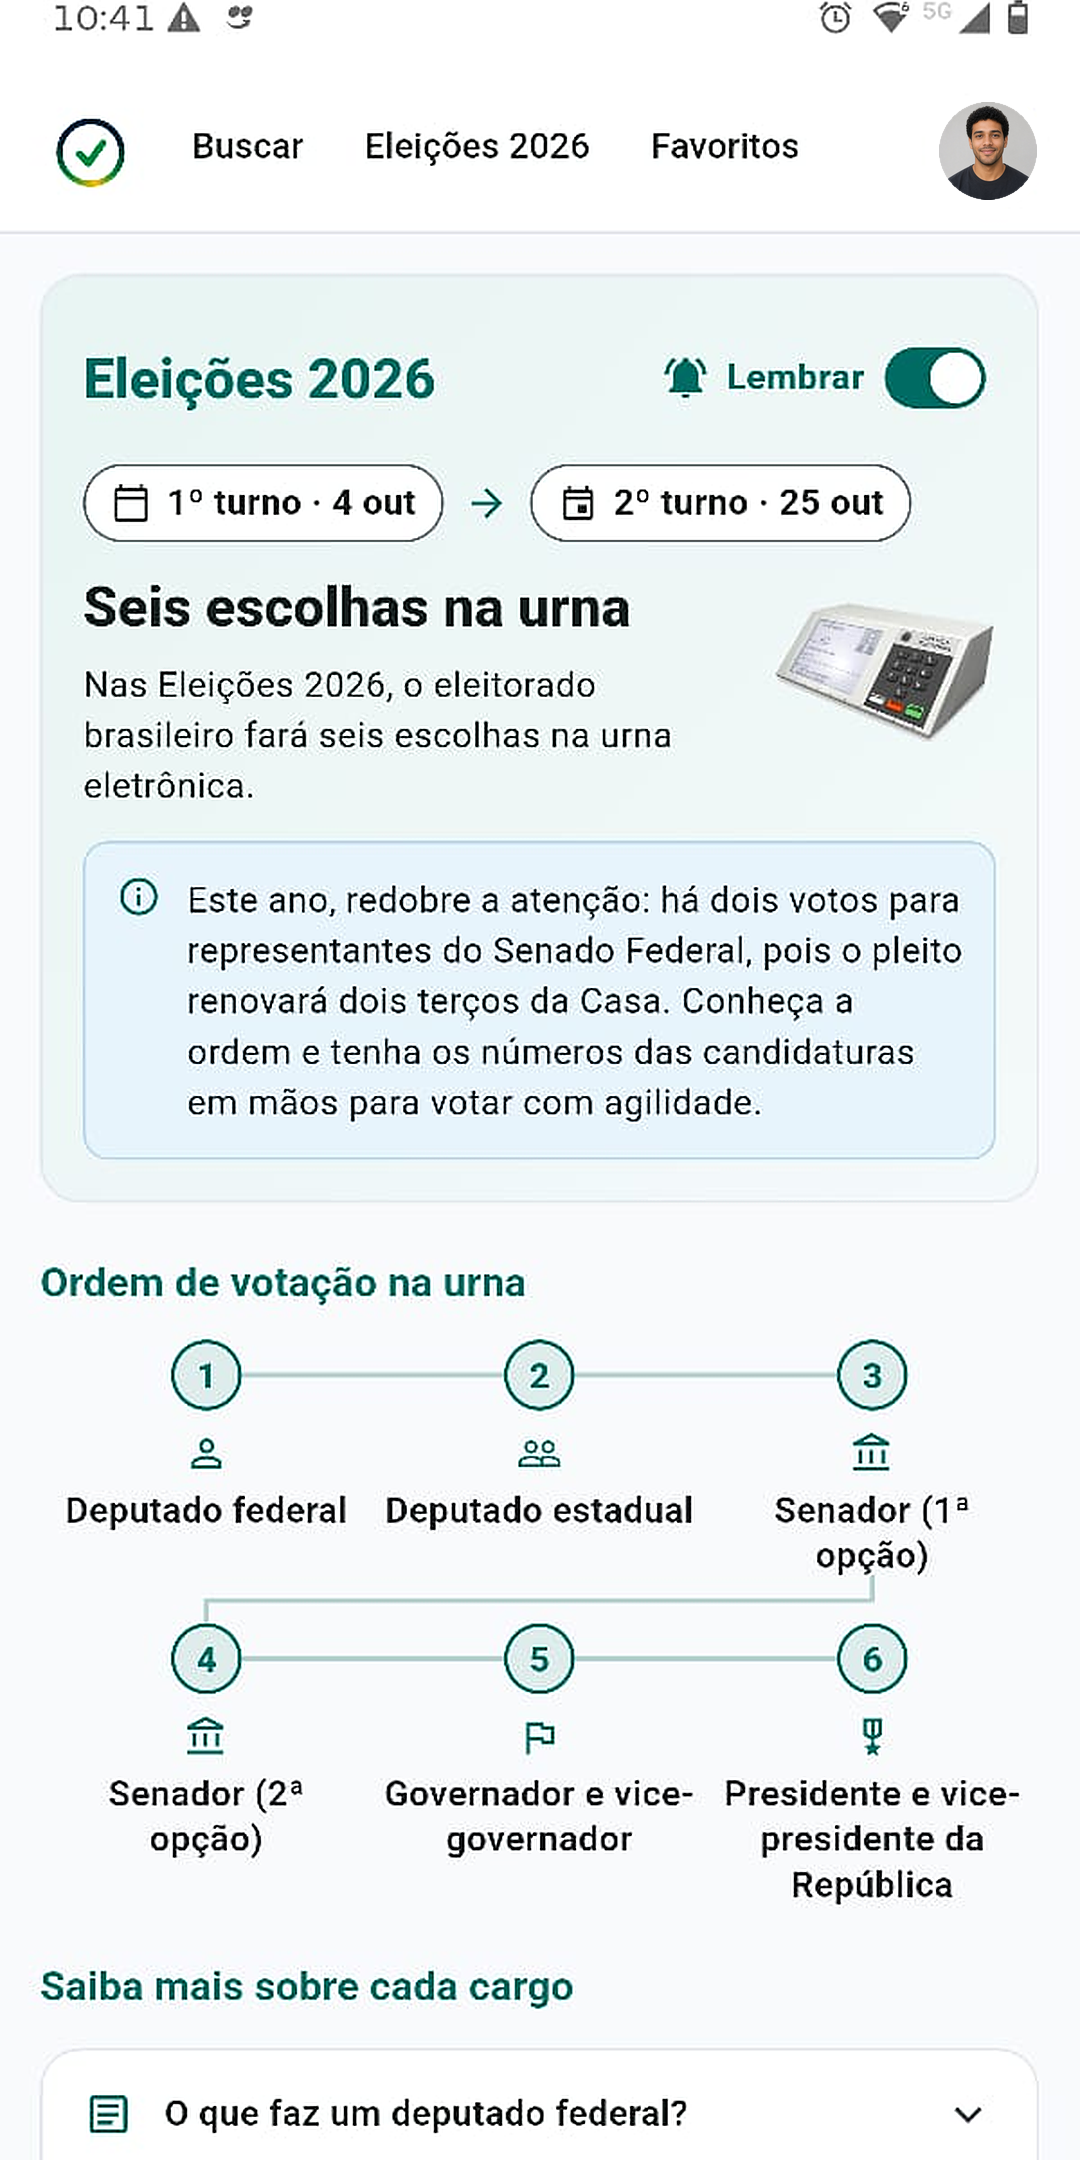 10:41
5G
Buscar
Eleições 2026
Favoritos
Eleições 2026
Lembrar
1º turno · 4 out
2º turno · 25 out
Seis escolhas na urna
Nas Eleições 2026, o eleitorado
brasileiro fará seis escolhas na urna
eletrônica.
Este ano, redobre a atenção: há dois votos para
representantes do Senado Federal, pois o pleito
renovará dois terços da Casa. Conheça a
ordem e tenha os números das candidaturas
em mãos para votar com agilidade.
Ordem de votação na urna
1
2
3
Deputado federal
Deputado estadual
Senador (1ª
opção)
4
5
6
Senador (2ª
opção)
Governador e vice-
governador
Presidente e vice-
presidente da
República
Saiba mais sobre cada cargo
O que faz um deputado federal?